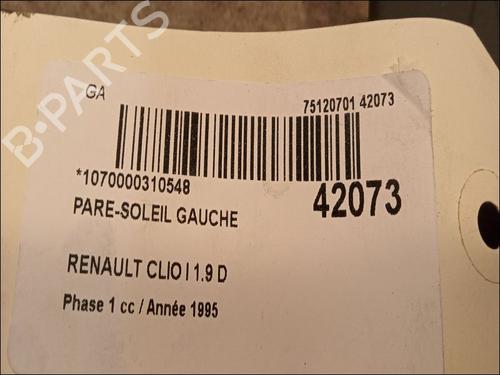 B-PARTS
GA
75120701 42073
*1070000310548
42073
PARE-SOLEIL GAUCHE
RENAULT CLIO I 1.9 D
Phase 1 cc / Année 1995